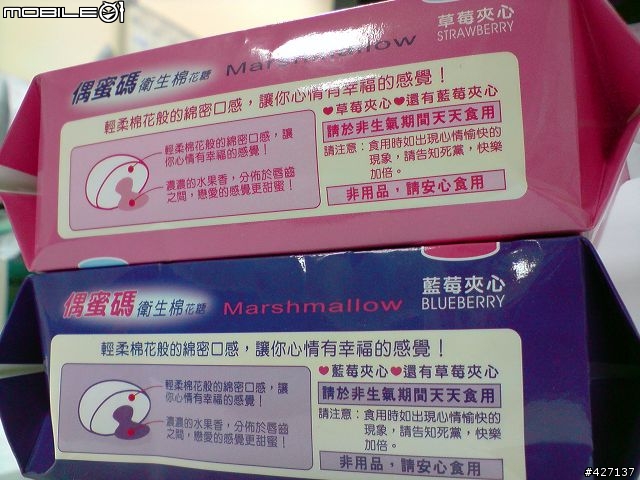 MOBILE01
草莓夾心
STRAWBERRY
偶蜜碼衛生棉花糖 Marshmallow
輕柔棉花般的綿密口感，讓你心情有幸福的感覺！
輕柔棉花般的綿密口感，讓
你心情有幸福的感覺！
濃濃的水果香，分佈於唇齒
之間，戀愛的感覺更甜蜜！
♥草莓夾心♥還有藍莓夾心
請於非生氣期間天天食用
請注意：食用時如出現心情愉快的
現象，請告知死黨，快樂
加倍。
非用品，請安心食用
偶蜜碼衛生棉花糖 Marshmallow
藍莓夾心
BLUEBERRY
輕柔棉花般的綿密口感，讓你心情有幸福的感覺！
輕柔棉花般的綿密口感，讓
你心情有幸福的感覺！
濃濃的水果香，分佈於唇齒
之間，戀愛的感覺更甜蜜！
♥藍莓夾心♥還有草莓夾心
請於非生氣期間天天食用
請注意：食用時如出現心情愉快的
現象，請告知死黨，快樂
加倍。
非用品，請安心食用
#427137